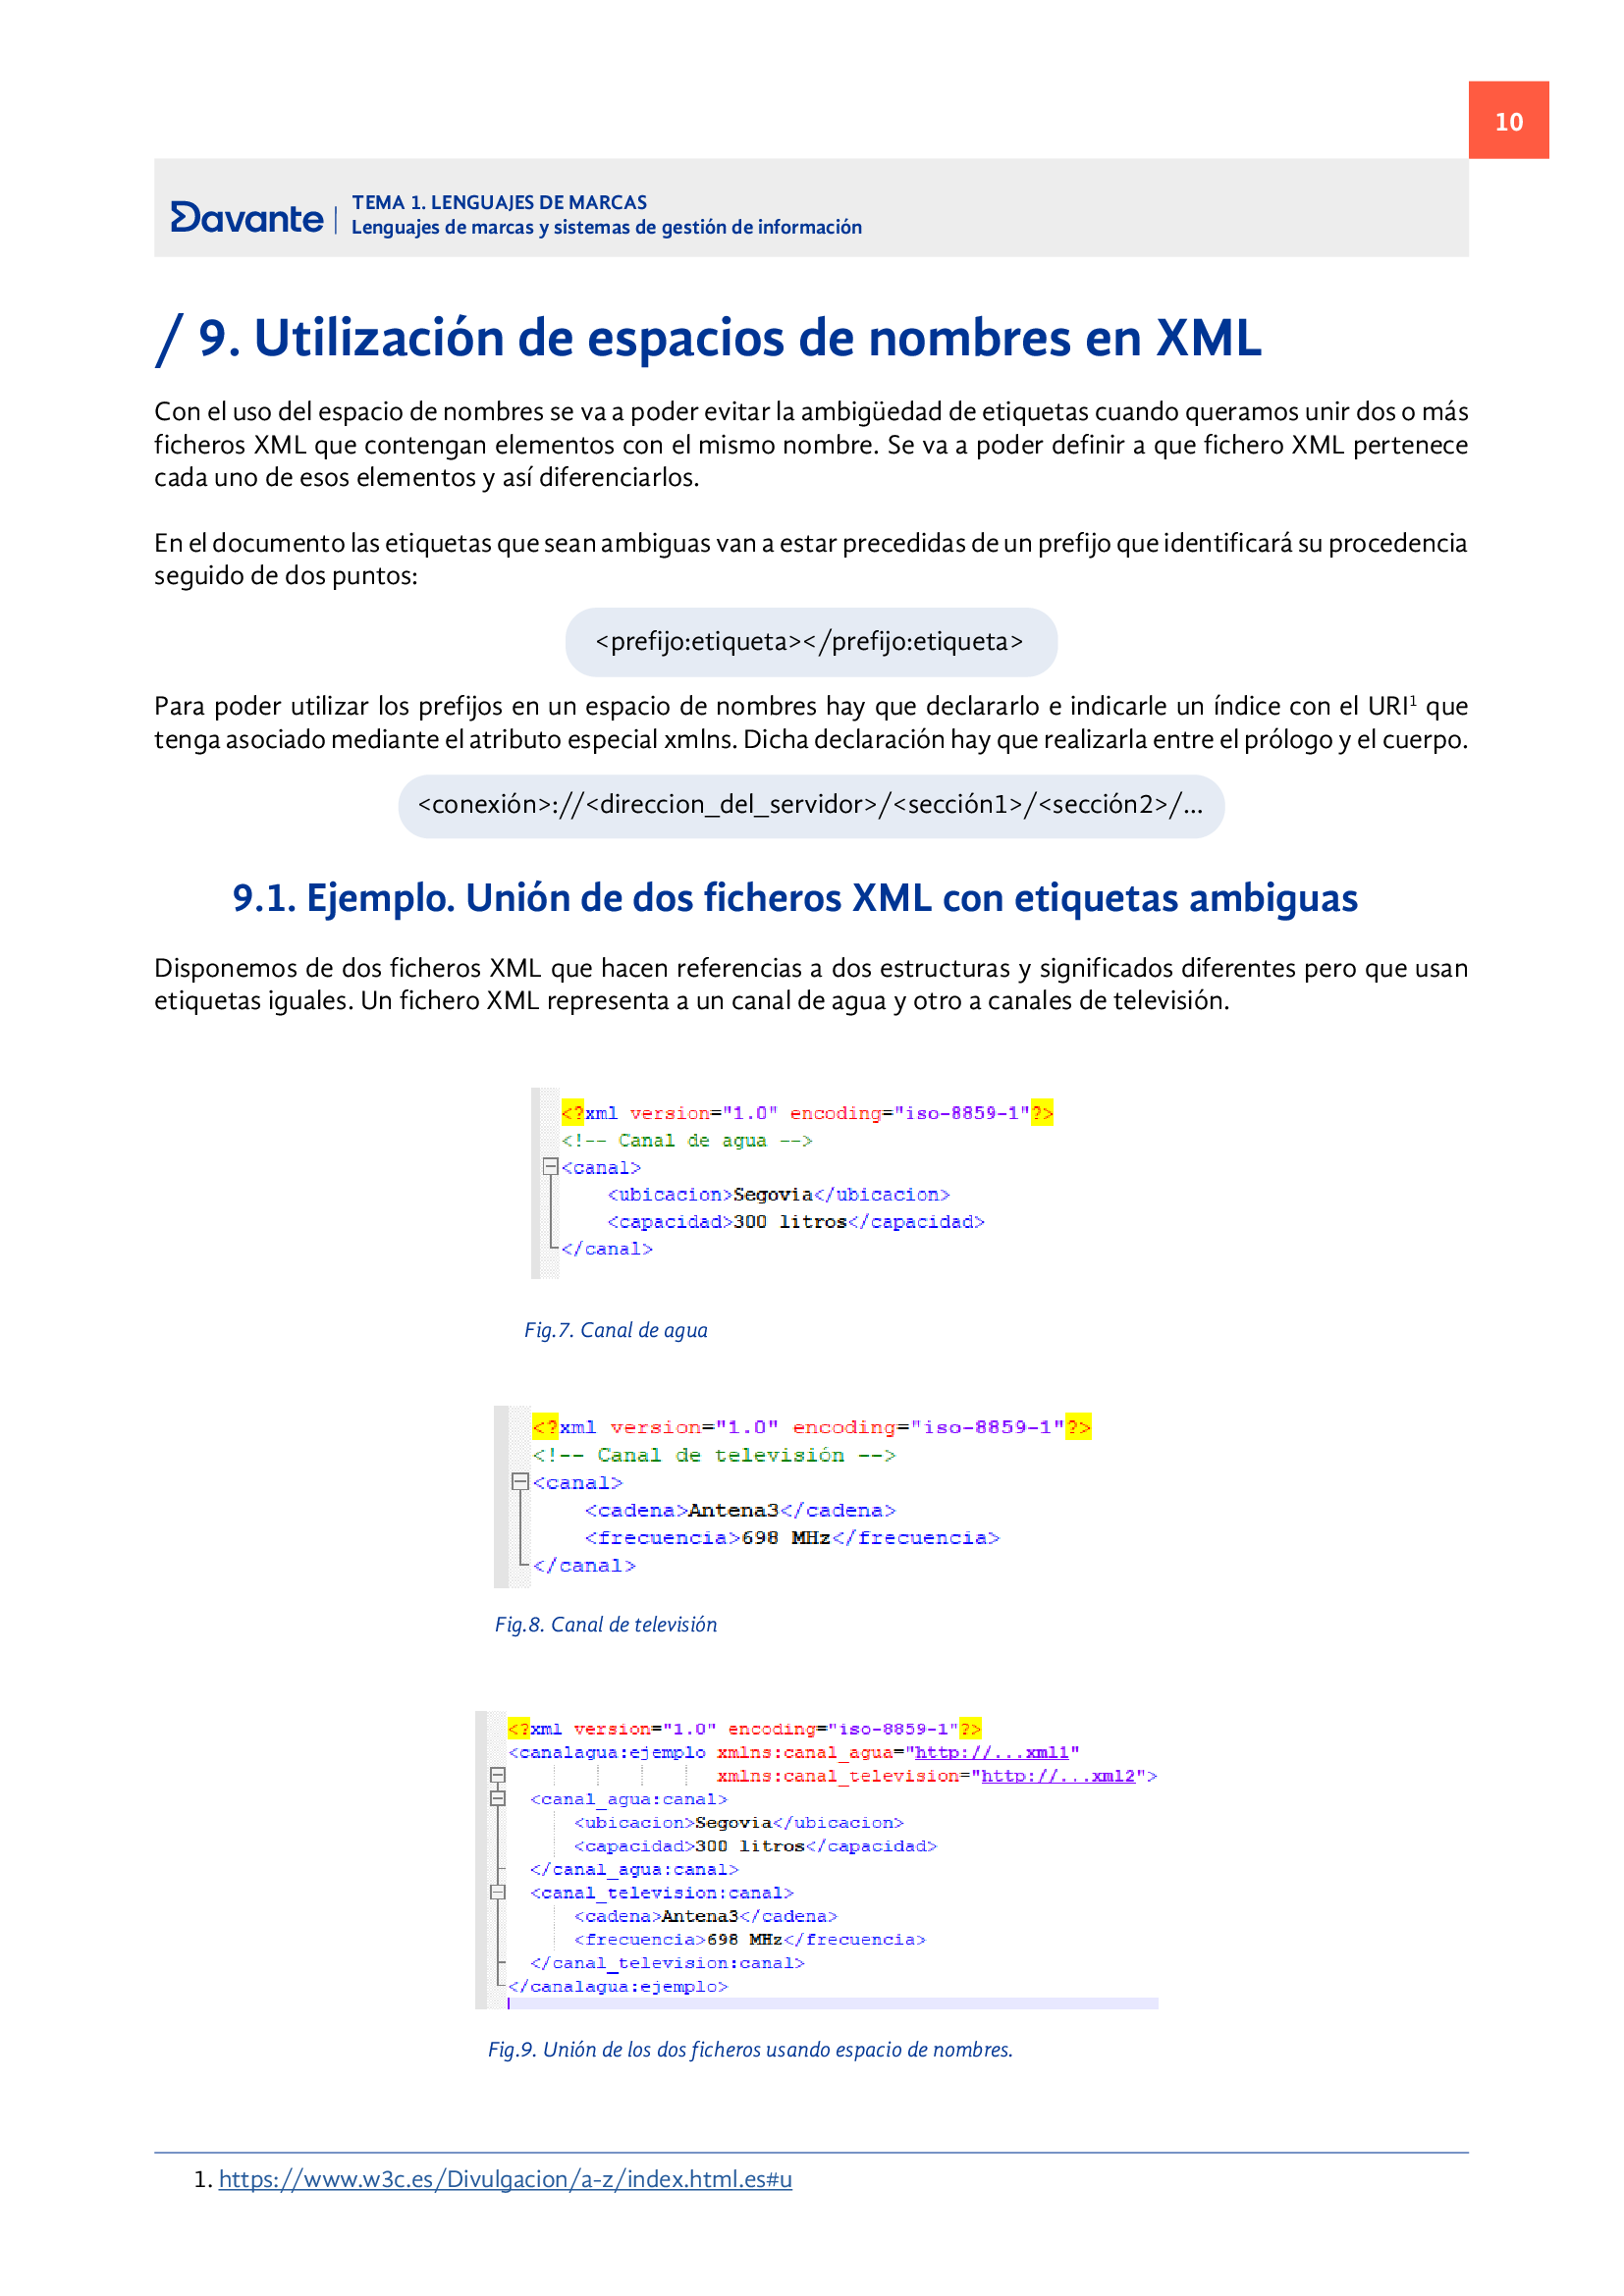 10
Davante
TEMA 1. LENGUAJES DE MARCAS
Lenguajes de marcas y sistemas de gestión de información
/ 9. Utilización de espacios de nombres en XML
Con el uso del espacio de nombres se va a poder evitar la ambigüedad de etiquetas cuando queramos unir dos o más
ficheros XML que contengan elementos con el mismo nombre. Se va a poder definir a que fichero XML pertenece
cada uno de esos elementos y así diferenciarlos.
En el documento las etiquetas que sean ambiguas van a estar precedidas de un prefijo que identificará su procedencia
seguido de dos puntos:
<prefijo:etiqueta></prefijo:etiqueta>
Para poder utilizar los prefijos en un espacio de nombres hay que declararlo e indicarle un índice con el URI¹ que
tenga asociado mediante el atributo especial xmlns. Dicha declaración hay que realizarla entre el prólogo y el cuerpo.
<conexión>://<direccion_del_servidor>/<sección1>/<sección2>/...
9.1. Ejemplo. Unión de dos ficheros XML con etiquetas ambiguas
Disponemos de dos ficheros XML que hacen referencias a dos estructuras y significados diferentes pero que usan
etiquetas iguales. Un fichero XML representa a un canal de agua y otro a canales de televisión.
<?xml version="1.0" encoding="iso-8859-1"?>
<!-- Canal de agua -->
<canal>
<ubicacion>Segovia</ubicacion>
<capacidad>300 litros</capacidad>
</canal>
Fig.7. Canal de agua
<?xml version="1.0" encoding="iso-8859-1"?>
<!-- Canal de televisión -->
<canal>
<cadena>Antena3</cadena>
<frecuencia>698 MHz</frecuencia>
</canal>
Fig.8. Canal de televisión
<?xml version="1.0" encoding="iso-8859-1"?>
<canalagua:ejemplo xmlns:canal_agua="http://...xml1"
xmlns:canal_television="http://...xml2">
<canal_agua:canal>
<ubicacion>Segovia</ubicacion>
<capacidad>300 litros</capacidad>
</canal_agua:canal>
<canal_television:canal>
<cadena>Antena3</cadena>
<frecuencia>698 MHz</frecuencia>
</canal_television:canal>
</canalagua:ejemplo>
Fig.9. Unión de los dos ficheros usando espacio de nombres.
1. https://www.w3c.es/Divulgacion/a-z/index.html.es#u